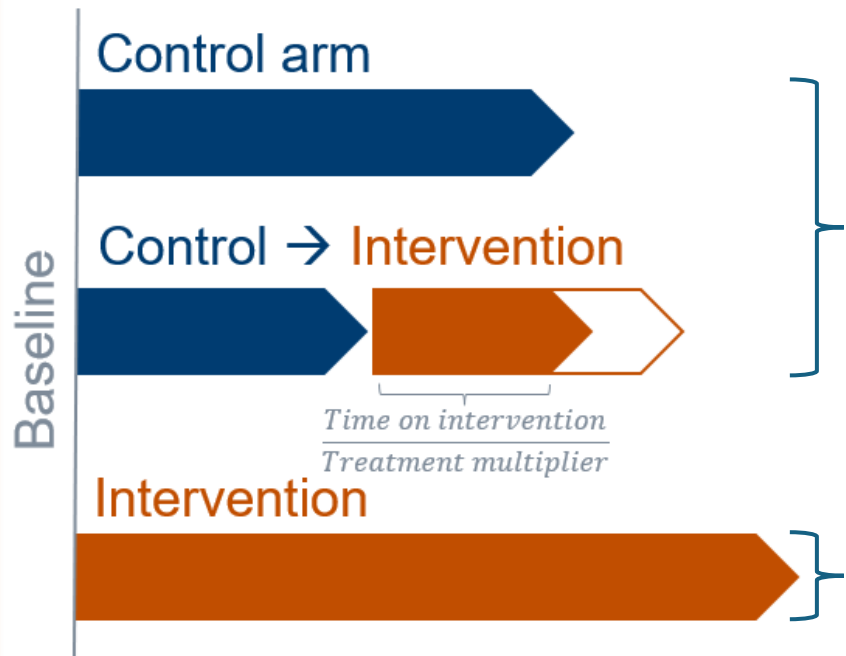 Control arm
Control → Intervention
Baseline
Time on intervention
Treatment multiplier
Intervention